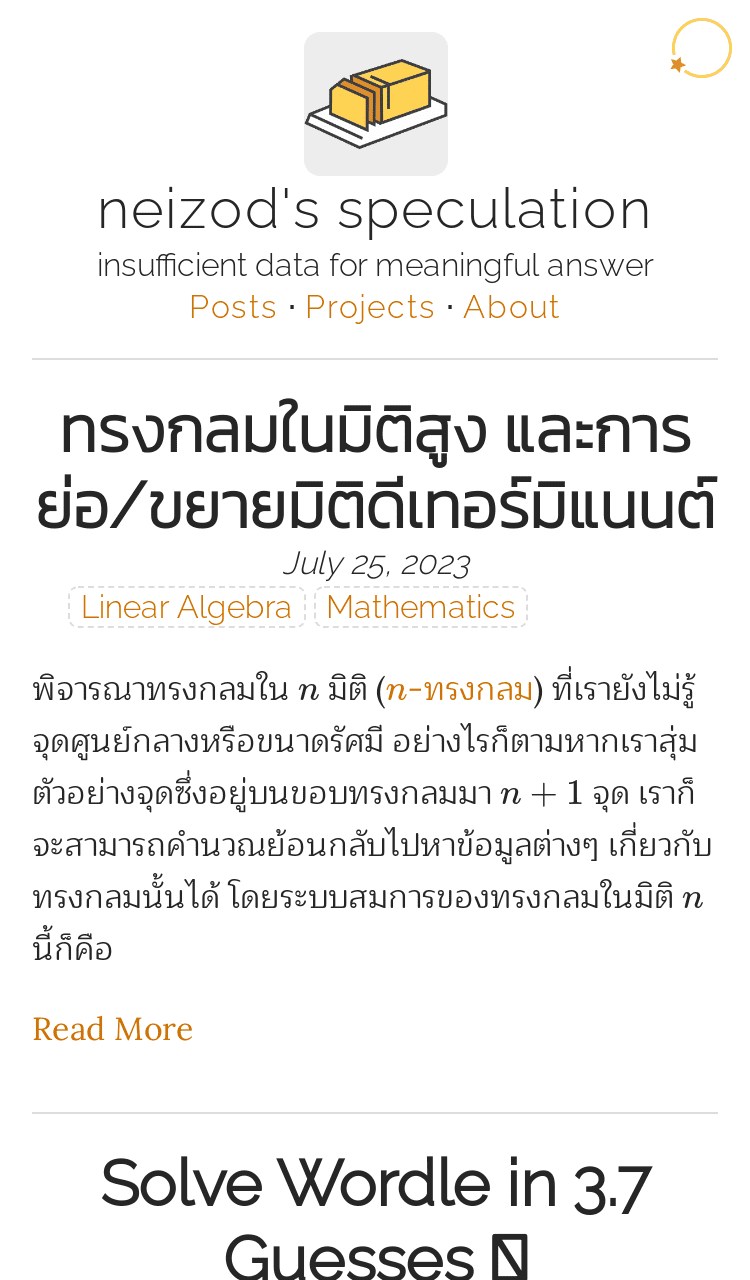 neizod's speculation
insufficient data for meaningful answer
Posts · Projects · About
ทรงกลมในมิติสูง และการ
ย่อ/ขยายมิติดีเทอร์มิแนนต์
July 25, 2023
Linear Algebra Mathematics
พิจารณาทรงกลมใน n มิติ (n-ทรงกลม) ที่เรายังไม่รู้
จุดศูนย์กลางหรือขนาดรัศมี อย่างไรก็ตามหากเราสุ่ม
ตัวอย่างจุดซึ่งอยู่บนขอบทรงกลมมา n + 1 จุด เราก็
จะสามารถคำนวณย้อนกลับไปหาข้อมูลต่างๆ เกี่ยวกับ
ทรงกลมนั้นได้ โดยระบบสมการของทรงกลมในมิติ n
นี้ก็คือ
Read More
Solve Wordle in 3.7
Guesses